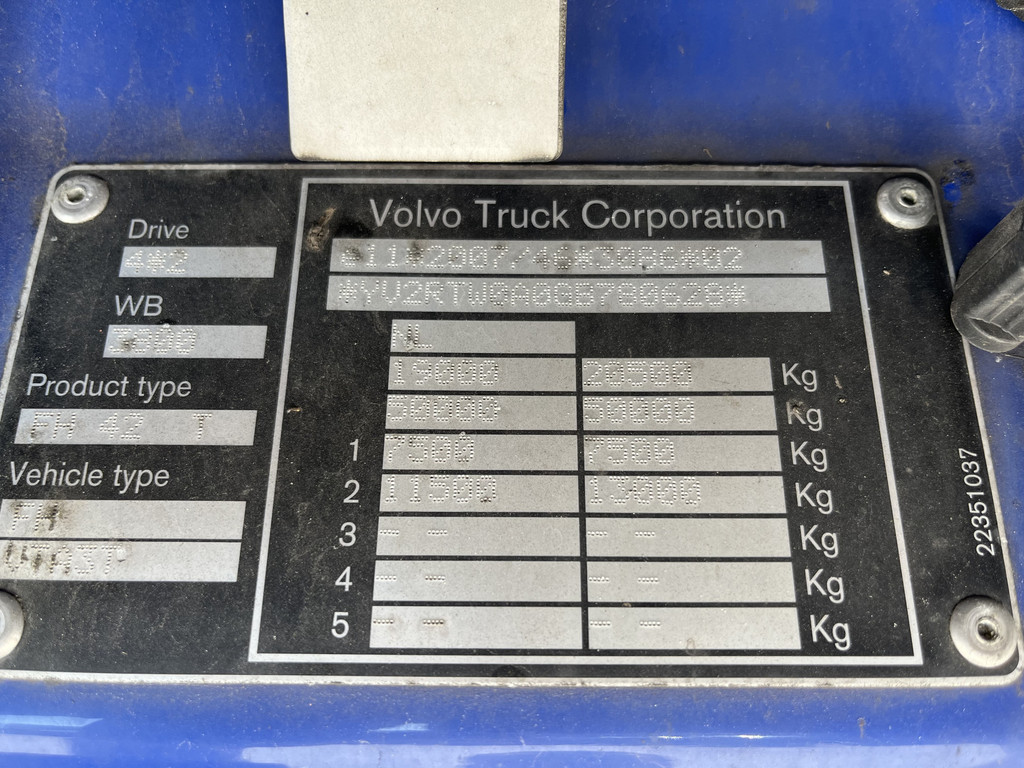 Volvo Truck Corporation
Drive
e11*2007/46*3086*02
4*2
*YV2RTW0A0GB780628*
WB
NL
3800
19000 20500 Kg
Product type
50000 50000 Kg
FH 42 T
1 7500 7500 Kg
Vehicle type
2 11500 13000 Kg
FH
3 -- -- -- -- Kg
VTA3T
4 -- -- -- -- Kg
5 -- -- -- -- Kg
22351037